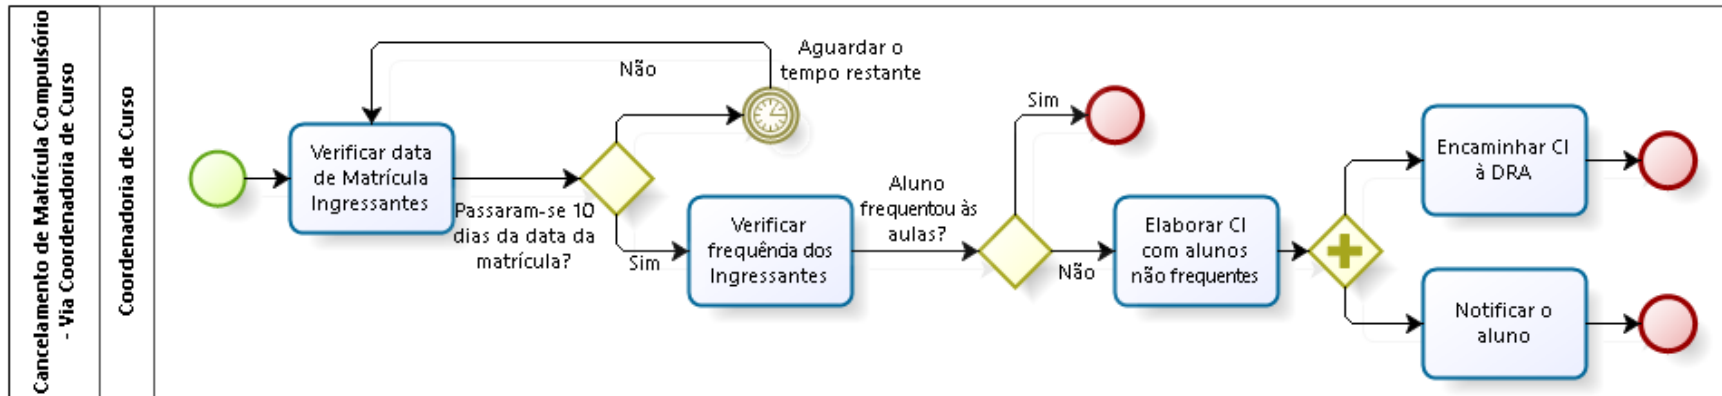 Cancelamento de Matrícula Compulsório
- Via Coordenadoria de Curso
Coordenadoria de Curso
Verificar data
de Matrícula
Ingressantes
Passaram-se 10
dias da data da
matrícula?
Não
Aguardar o
tempo restante
Sim
Verificar
frequência dos
Ingressantes
Aluno
frequentou às
aulas?
Sim
Não
Elaborar CI
com alunos
não frequentes
Encaminhar CI
à DRA
Notificar o
aluno